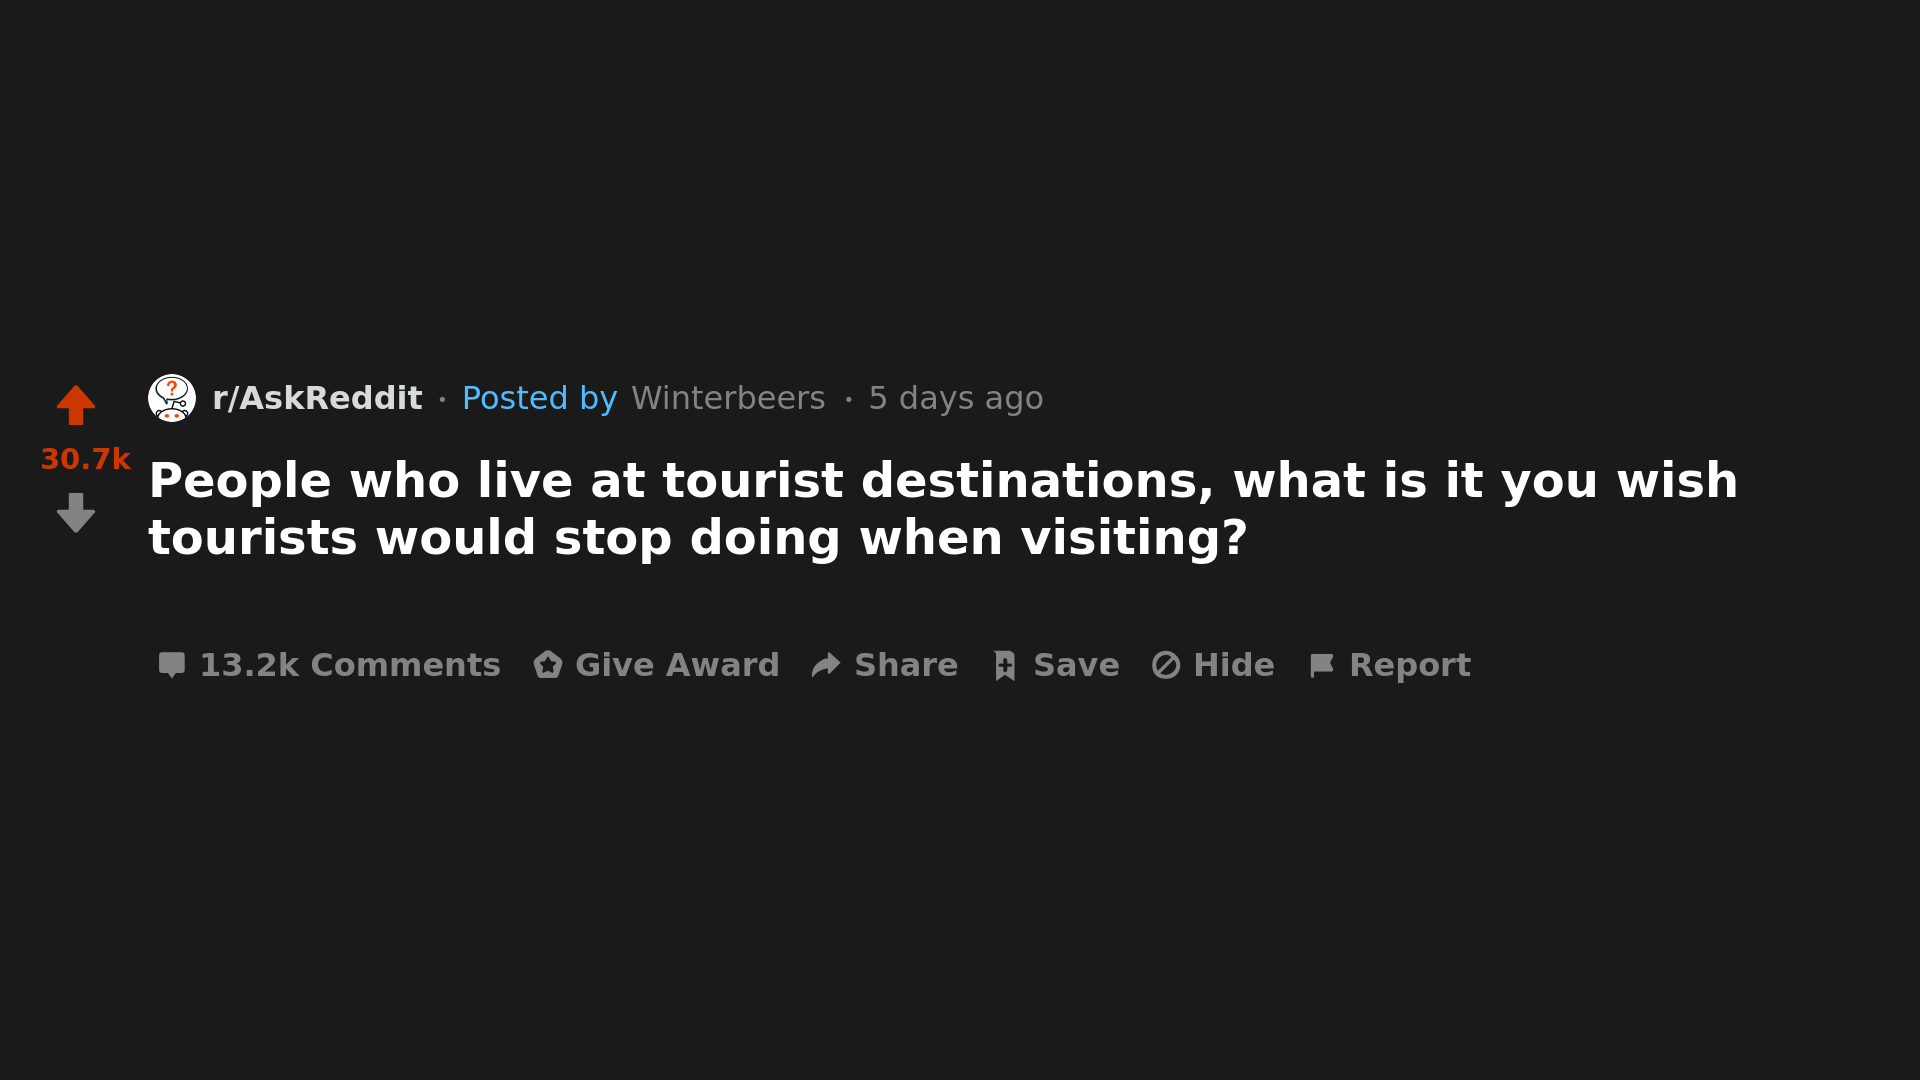 r/AskReddit · Posted by Winterbeers · 5 days ago
30.7k
People who live at tourist destinations, what is it you wish
tourists would stop doing when visiting?
13.2k Comments Give Award Share Save Hide Report